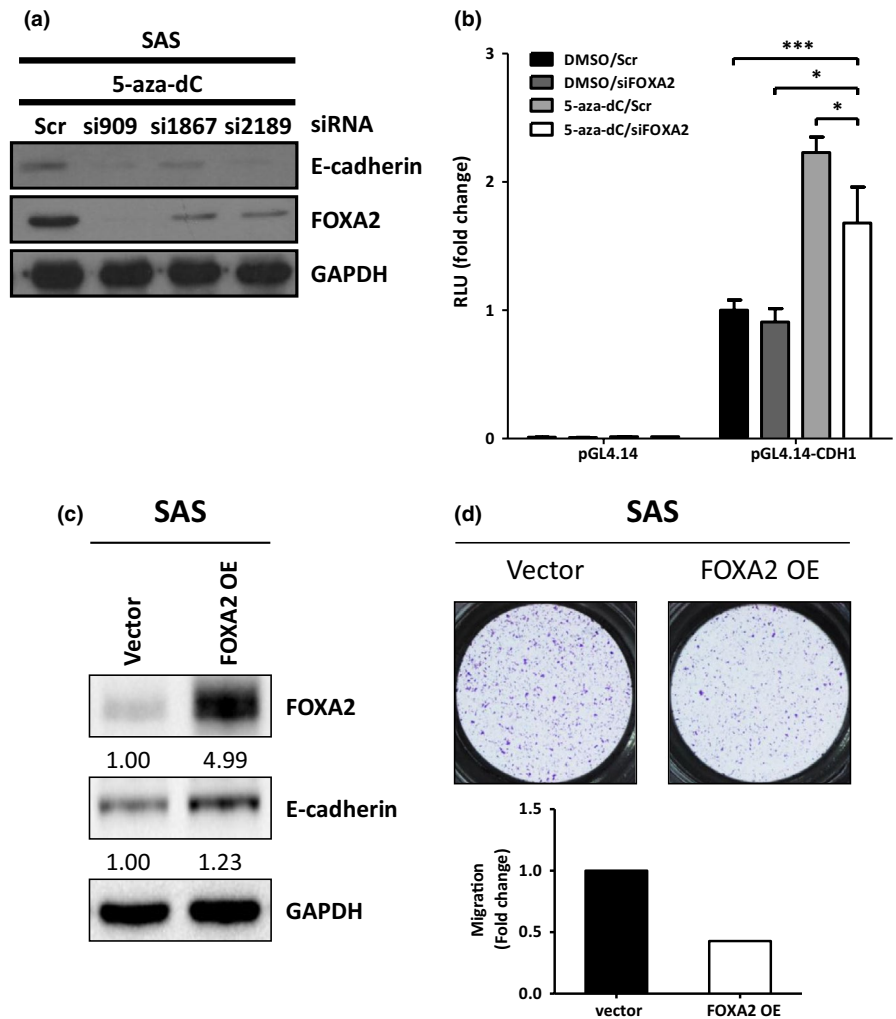 (a)
SAS
5-aza-dC
Scr si909 si1867 si2189 siRNA
E-cadherin
FOXA2
GAPDH
(b)
3
2
1
0
RLU (fold change)
DMSO/Scr
DMSO/siFOXA2
5-aza-dC/Scr
5-aza-dC/siFOXA2
***
*
*
pGL4.14 pGL4.14-CDH1
(c)
SAS
Vector FOXA2 OE
FOXA2
1.00 4.99
E-cadherin
1.00 1.23
GAPDH
(d)
SAS
Vector FOXA2 OE
1.5
1.0
0.5
0.0
Migration
(Fold change)
vector FOXA2 OE